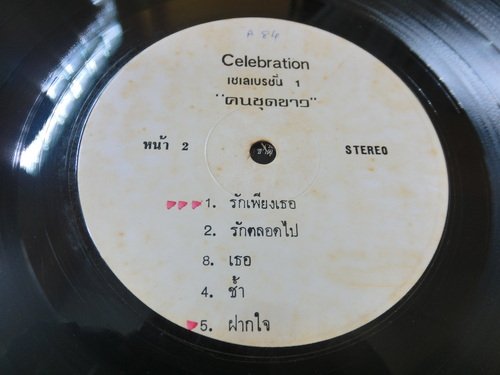 A 84
Celebration
เซเลเบรชั่น 1
"คนชุดขาว"
หน้า 2
STEREO
1. รักเพียงเธอ
2. รักตลอดไป
3. เธอ
4. ช้ำ
5. ฝากใจ